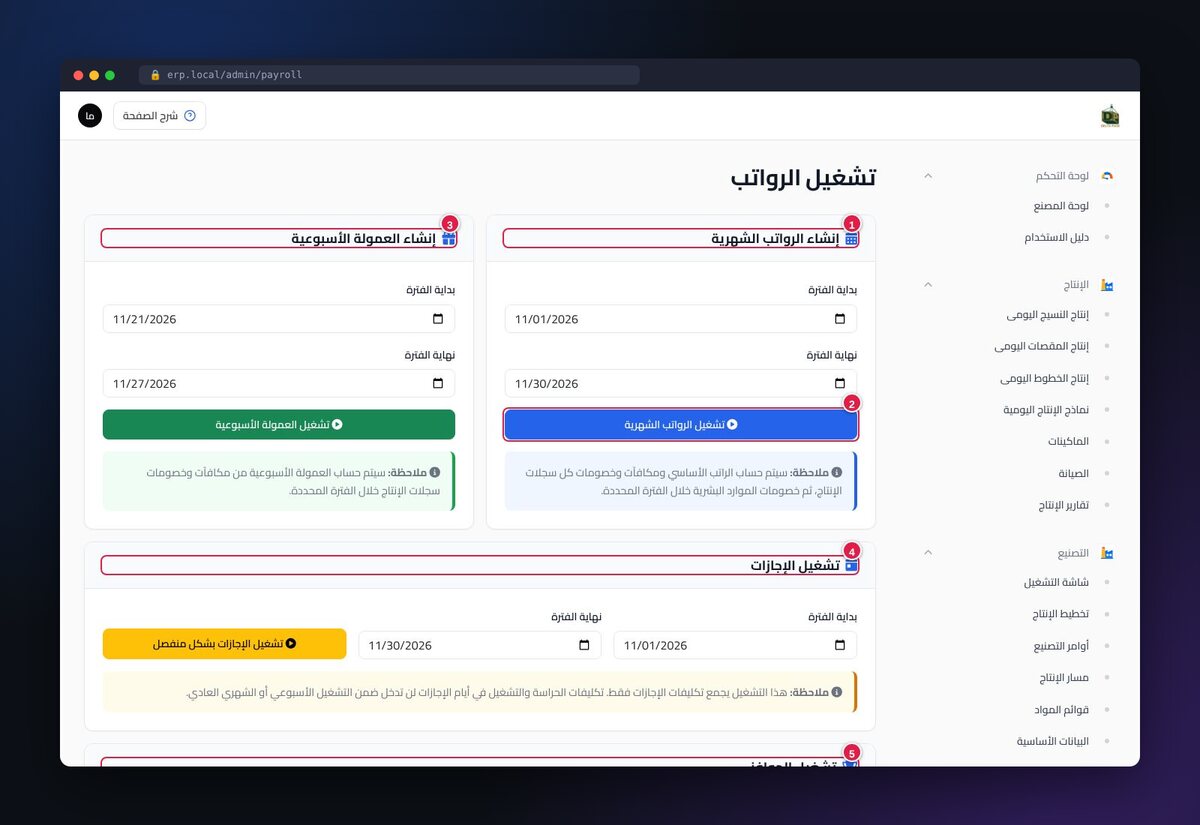 erp.local/admin/payroll
ما
شرح الصفحة
لوحة التحكم
لوحة المصنع
دليل الاستخدام
الإنتاج
إنتاج النسيج اليومى
إنتاج المقصات اليومى
إنتاج الخطوط اليومى
نماذج الإنتاج اليومية
الماكينات
الصيانة
تقارير الإنتاج
التصنيع
شاشة التشغيل
تخطيط الإنتاج
أوامر التصنيع
مسار الإنتاج
قوائم المواد
البيانات الأساسية
تشغيل الرواتب
1
إنشاء الرواتب الشهرية
بداية الفترة
11/01/2026
نهاية الفترة
11/30/2026
2
تشغيل الرواتب الشهرية
ملاحظة: سيتم حساب الراتب الأساسي ومكافآت وخصومات كل سجلات
الإنتاج، ثم خصومات الموارد البشرية خلال الفترة المحددة.
3
إنشاء العمولة الأسبوعية
بداية الفترة
11/21/2026
نهاية الفترة
11/27/2026
تشغيل العمولة الأسبوعية
ملاحظة: سيتم حساب العمولة الأسبوعية من مكافآت وخصومات
سجلات الإنتاج خلال الفترة المحددة.
4
تشغيل الإجازات
بداية الفترة
11/01/2026
نهاية الفترة
11/30/2026
تشغيل الإجازات بشكل منفصل
ملاحظة: هذا التشغيل يجمع تكليفات الإجازات فقط. تكليفات الحراسة والتشغيل في أيام الإجازات لن تدخل ضمن التشغيل الأسبوعي أو الشهري العادي.
5
تشغيل الحوافز